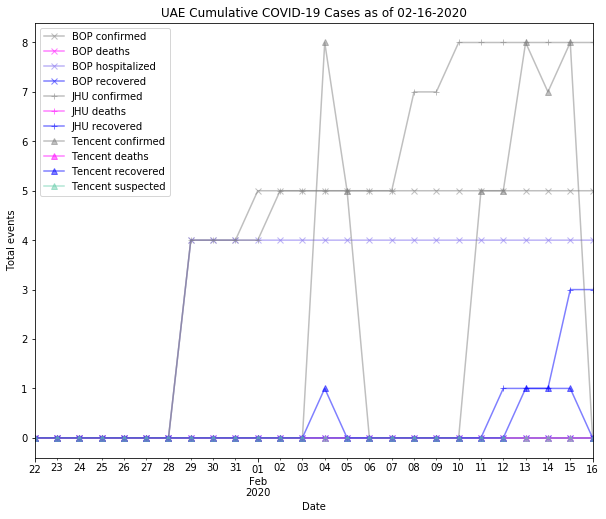 UAE Cumulative COVID-19 Cases as of 02-16-2020
BOP confirmed
BOP deaths
BOP hospitalized
BOP recovered
JHU confirmed
JHU deaths
JHU recovered
Tencent confirmed
Tencent deaths
Tencent recovered
Tencent suspected
Total events
8
7
6
5
4
3
2
1
0
22 23 24 25 26 27 28 29 30 31 01 02 03 04 05 06 07 08 09 10 11 12 13 14 15 16
Feb
2020
Date